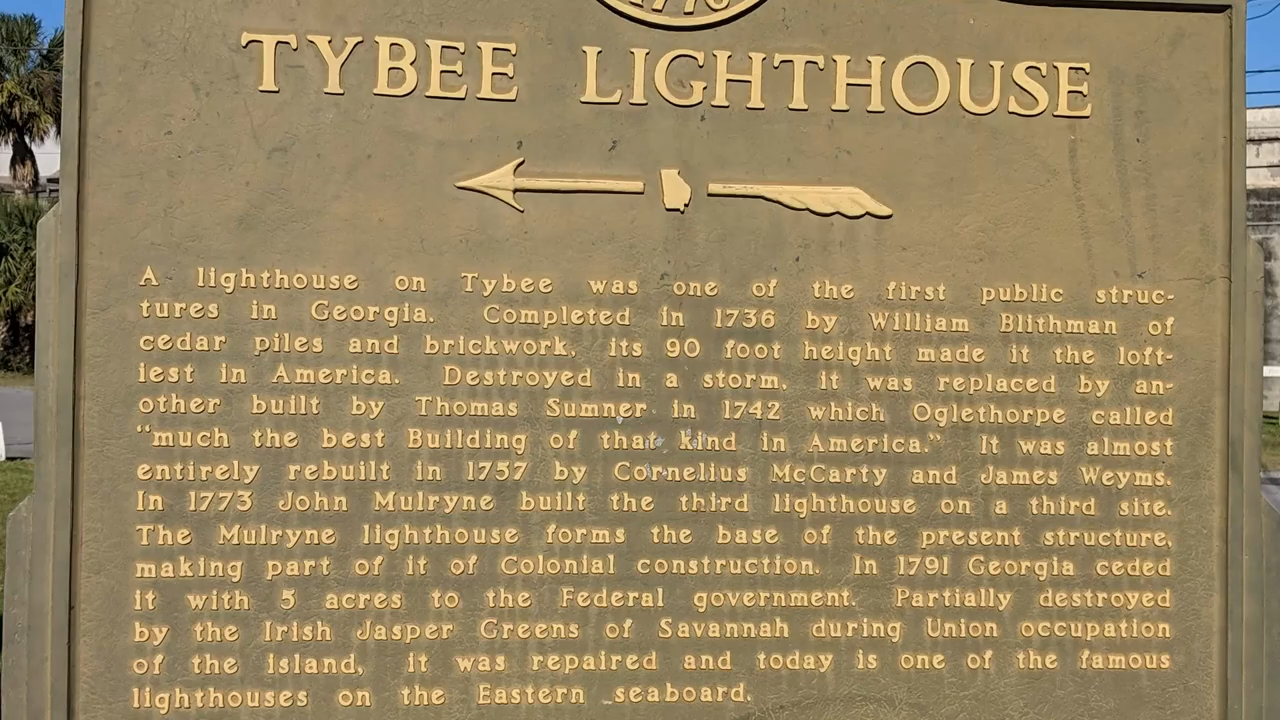 1776
TYBEE LIGHTHOUSE
A lighthouse on Tybee was one of the first public struc-
tures in Georgia. Completed in 1736 by William Blithman of
cedar piles and brickwork, its 90 foot height made it the loft-
iest in America. Destroyed in a storm, it was replaced by an-
other built by Thomas Sumner in 1742 which Oglethorpe called
“much the best Building of that kind in America.” It was almost
entirely rebuilt in 1757 by Cornelius McCarty and James Weyms.
In 1773 John Mulryne built the third lighthouse on a third site.
The Mulryne lighthouse forms the base of the present structure,
making part of it of Colonial construction. In 1791 Georgia ceded
it with 5 acres to the Federal government. Partially destroyed
by the Irish Jasper Greens of Savannah during Union occupation
of the island, it was repaired and today is one of the famous
lighthouses on the Eastern seaboard.